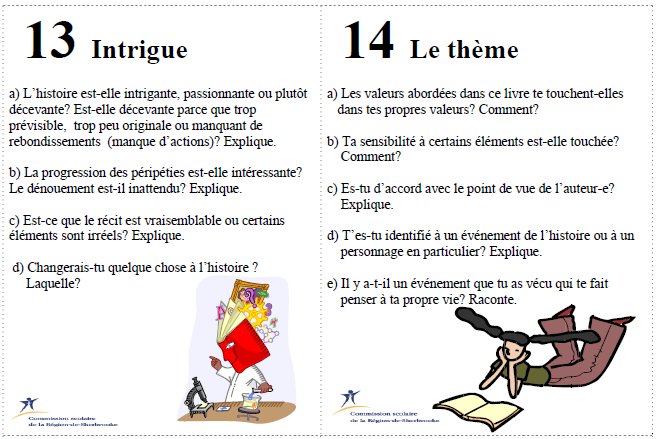 13 Intrigue
a) L'histoire est-elle intrigante, passionnante ou plutôt
décevante? Est-elle décevante parce que trop
prévisible,  trop peu originale ou manquant de
rebondissements  (manque d'actions)? Explique.
b) La progression des péripéties est-elle intéressante?
Le dénouement est-il inattendu? Explique.
c) Est-ce que le récit est vraisemblable ou certains
éléments sont irréels? Explique.
d) Changerais-tu quelque chose à l'histoire ?
Laquelle?
Commission scolaire
de la Région-de-Sherbrooke
14 Le thème
a) Les valeurs abordées dans ce livre te touchent-elles
dans tes propres valeurs? Comment?
b) Ta sensibilité à certains éléments est-elle touchée?
Comment?
c) Es-tu d'accord avec le point de vue de l'auteur-e?
Explique.
d) T'es-tu identifié à un événement de l'histoire ou à un
personnage en particulier? Explique.
e) Il y a-t-il un événement que tu as vécu qui te fait
penser à ta propre vie? Raconte.
Commission scolaire
de la Région-de-Sherbrooke